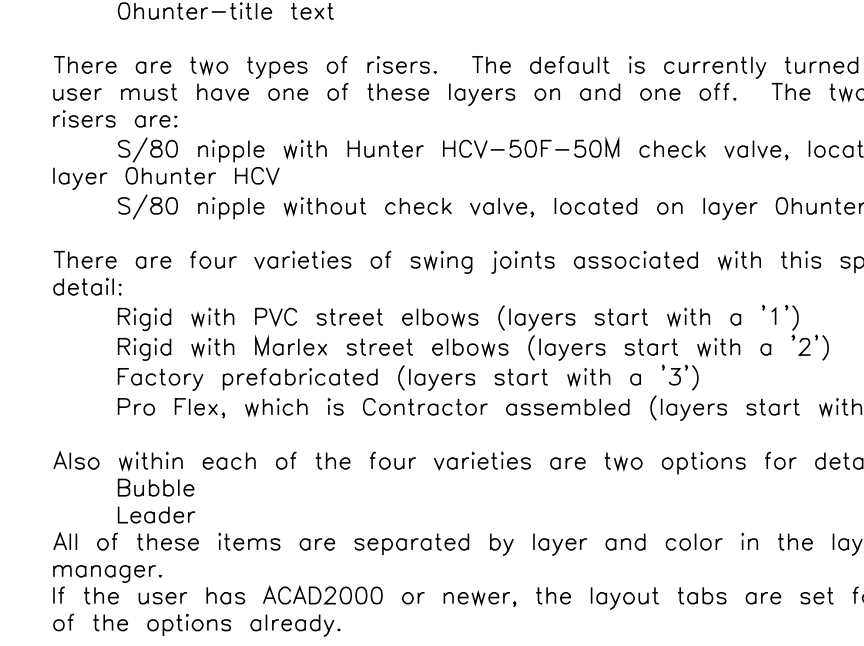 Ohunter-title text
There are two types of risers. The default is currently turned
user must have one of these layers on and one off. The two
risers are:
S/80 nipple with Hunter HCV-50F-50M check valve, locat
layer Ohunter HCV
S/80 nipple without check valve, located on layer Ohunter
There are four varieties of swing joints associated with this sp
detail:
Rigid with PVC street elbows (layers start with a '1')
Rigid with Marlex street elbows (layers start with a '2')
Factory prefabricated (layers start with a '3')
Pro Flex, which is Contractor assembled (layers start with
Also within each of the four varieties are two options for deta
Bubble
Leader
All of these items are separated by layer and color in the lay
manager.
If the user has ACAD2000 or newer, the layout tabs are set fo
of the options already.